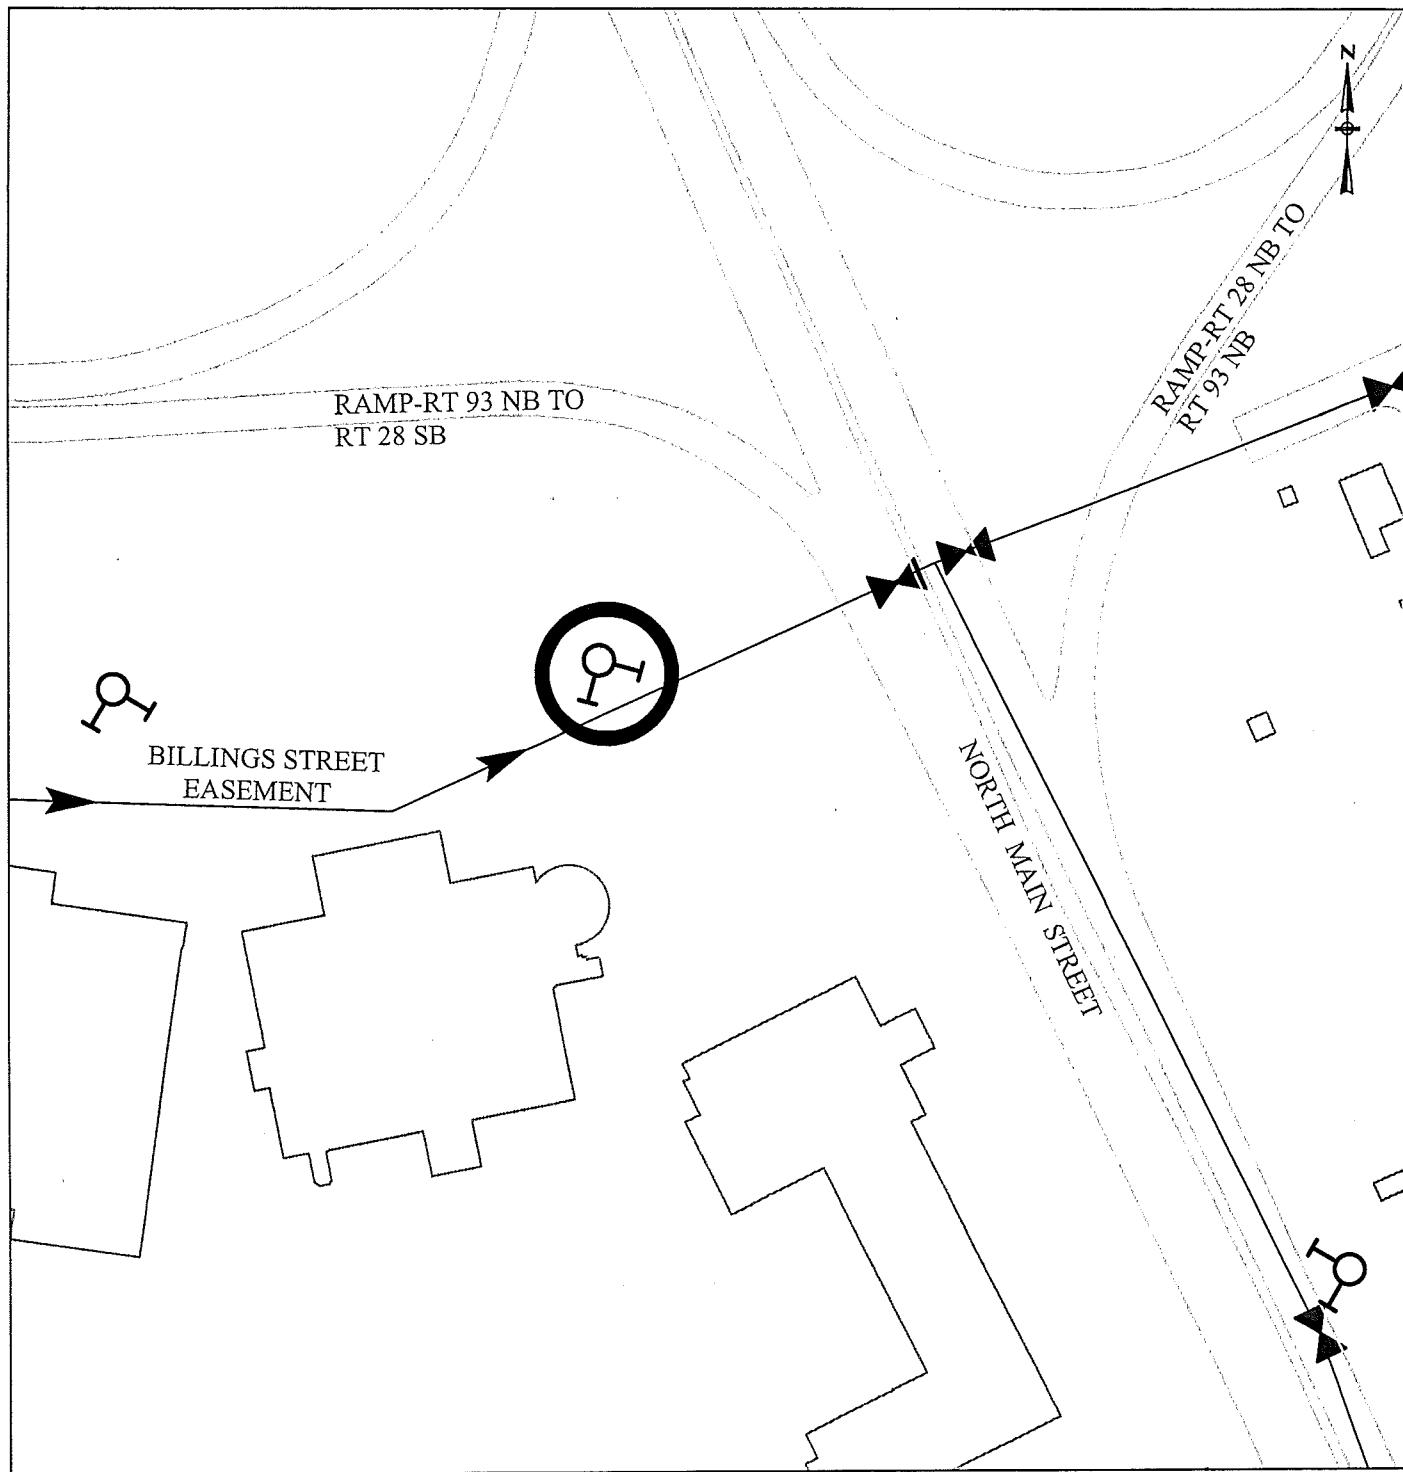 N
RAMP-RT 28 NB TO
RT 93 NB
RAMP-RT 93 NB TO
RT 28 SB
BILLINGS STREET
EASEMENT
NORTH MAIN STREET